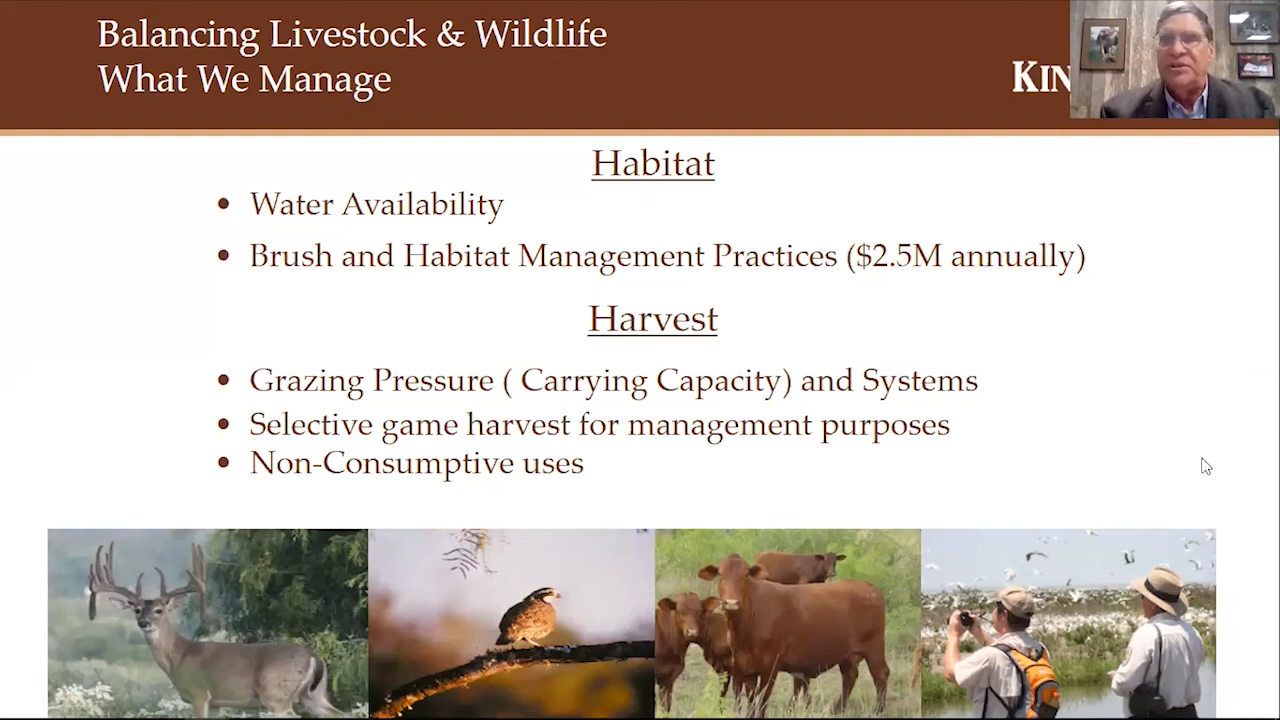 Balancing Livestock & Wildlife
What We Manage
Habitat
• Water Availability
• Brush and Habitat Management Practices ($2.5M annually)
Harvest
• Grazing Pressure ( Carrying Capacity) and Systems
• Selective game harvest for management purposes
• Non-Consumptive uses